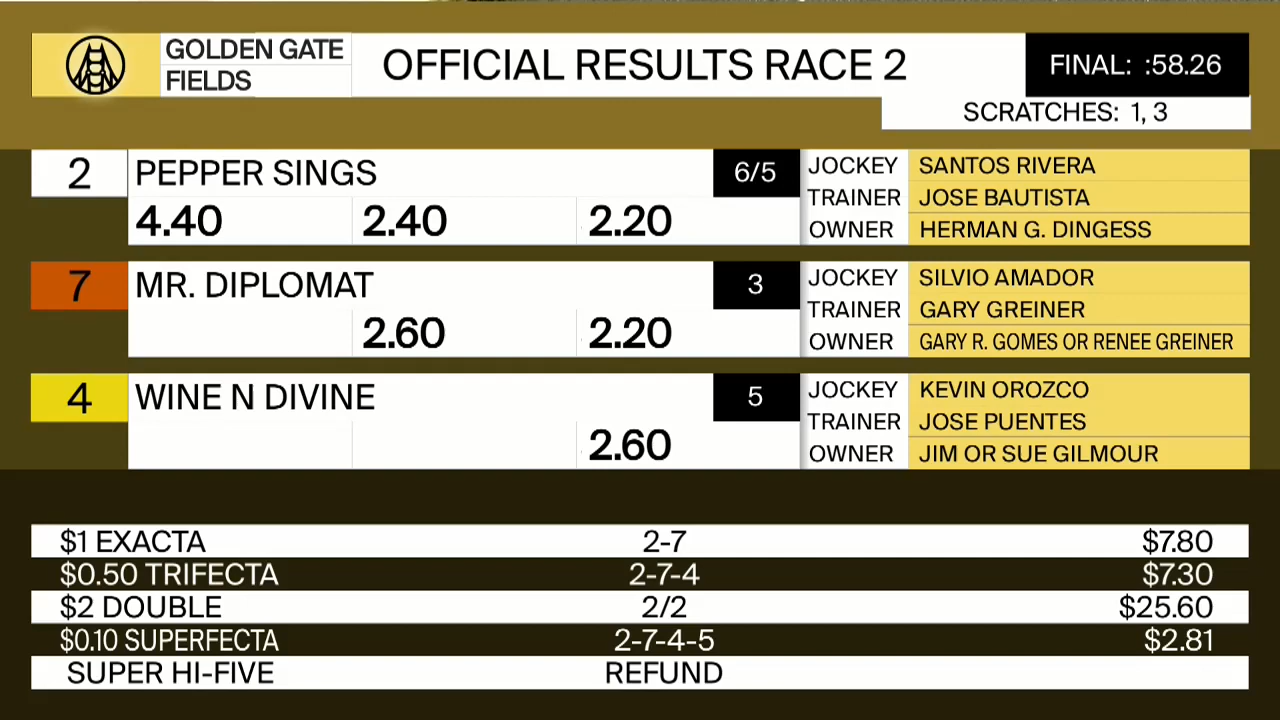 GOLDEN GATE
FIELDS
OFFICIAL RESULTS RACE 2
FINAL: :58.26
SCRATCHES: 1, 3
2 PEPPER SINGS 6/5
4.40 2.40 2.20
JOCKEY SANTOS RIVERA
TRAINER JOSE BAUTISTA
OWNER HERMAN G. DINGESS
7 MR. DIPLOMAT 3
2.60 2.20
JOCKEY SILVIO AMADOR
TRAINER GARY GREINER
OWNER GARY R. GOMES OR RENEE GREINER
4 WINE N DIVINE 5
2.60
JOCKEY KEVIN OROZCO
TRAINER JOSE PUENTES
OWNER JIM OR SUE GILMOUR
$1 EXACTA 2-7 $7.80
$0.50 TRIFECTA 2-7-4 $7.30
$2 DOUBLE 2/2 $25.60
$0.10 SUPERFECTA 2-7-4-5 $2.81
SUPER HI-FIVE REFUND